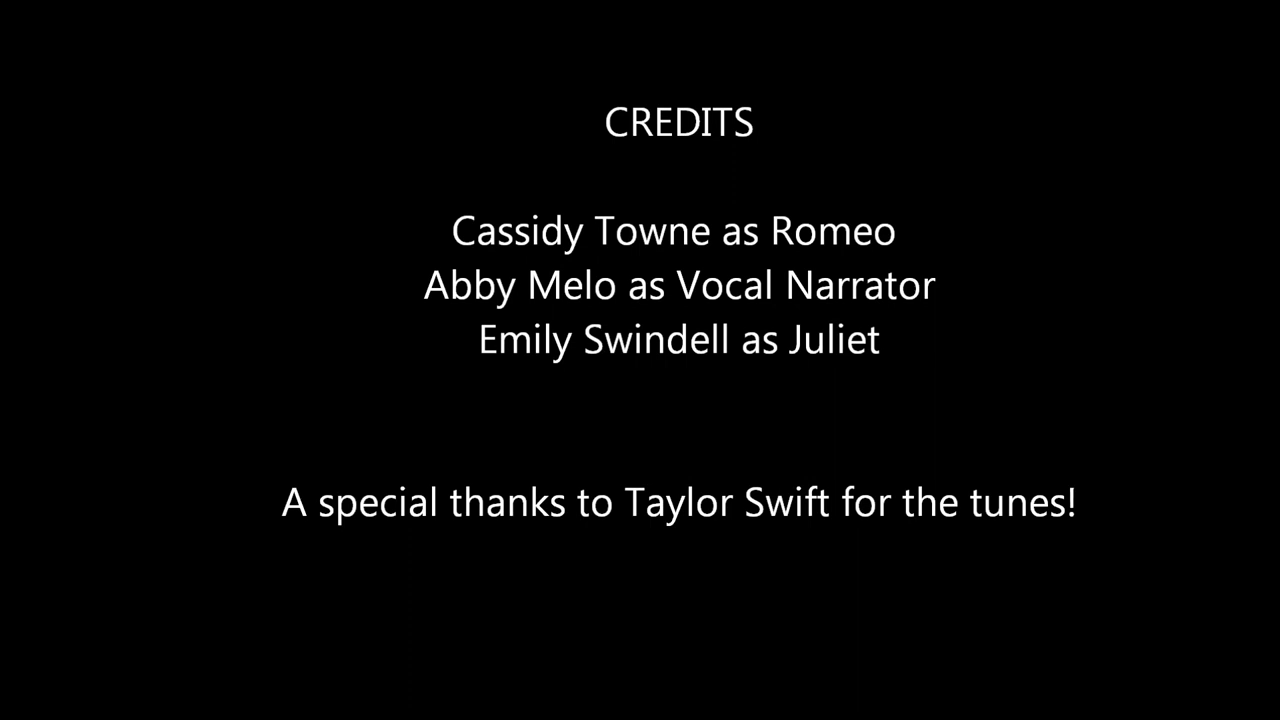 CREDITS
Cassidy Towne as Romeo
Abby Melo as Vocal Narrator
Emily Swindell as Juliet
A special thanks to Taylor Swift for the tunes!